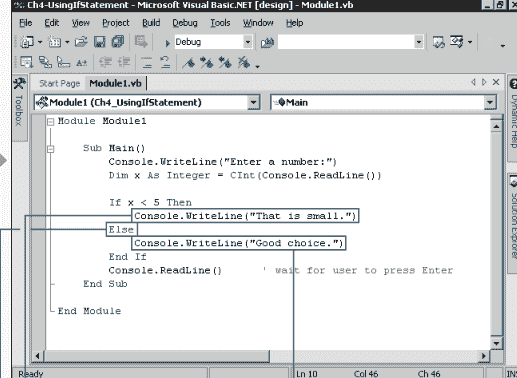 Ch4-UsingIfStatement - Microsoft Visual Basic.NET [design] - Module1.vb
File Edit View Project Build Debug Tools Window Help
Debug
Start Page Module1.vb
Module1 (Ch4_UsingIfStatement) Main
Toolbox
Dynamic Help
Solution Explorer
Module Module1
Sub Main()
Console.WriteLine("Enter a number:")
Dim x As Integer = CInt(Console.ReadLine())
If x < 5 Then
Console.WriteLine("That is small.")
Else
Console.WriteLine("Good choice.")
End If
Console.ReadLine() ' wait for user to press Enter
End Sub
End Module
Ready Ln 10 Col 46 Ch 46 INS